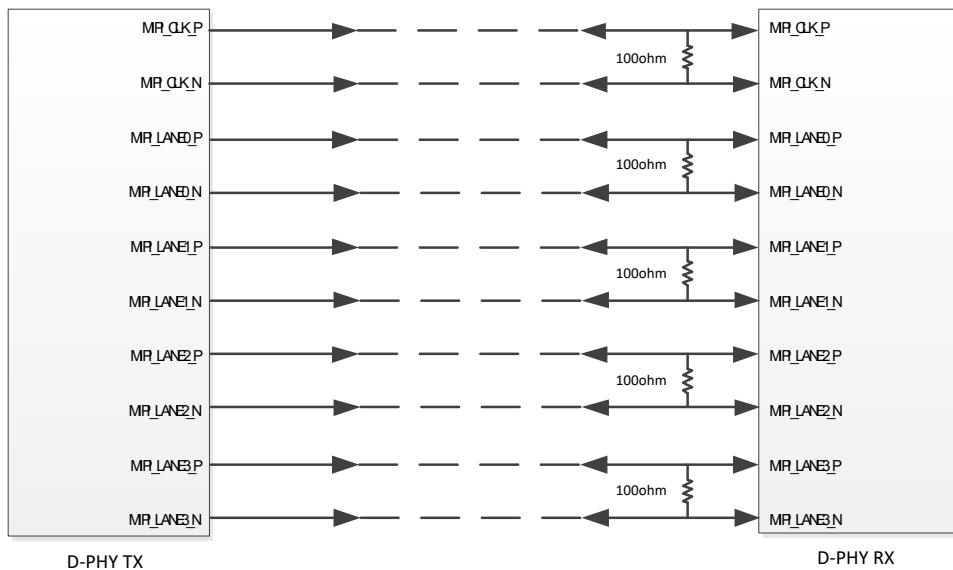 MIPI_CLK_P
MIPI_CLK_P
100ohm
MIPI_CLK_N
MIPI_CLK_N
MIPI_LANE0_P
MIPI_LANE0_P
100ohm
MIPI_LANE0_N
MIPI_LANE0_N
MIPI_LANE1_P
MIPI_LANE1_P
100ohm
MIPI_LANE1_N
MIPI_LANE1_N
MIPI_LANE2_P
MIPI_LANE2_P
100ohm
MIPI_LANE2_N
MIPI_LANE2_N
MIPI_LANE3_P
MIPI_LANE3_P
100ohm
MIPI_LANE3_N
MIPI_LANE3_N
D-PHY TX
D-PHY RX